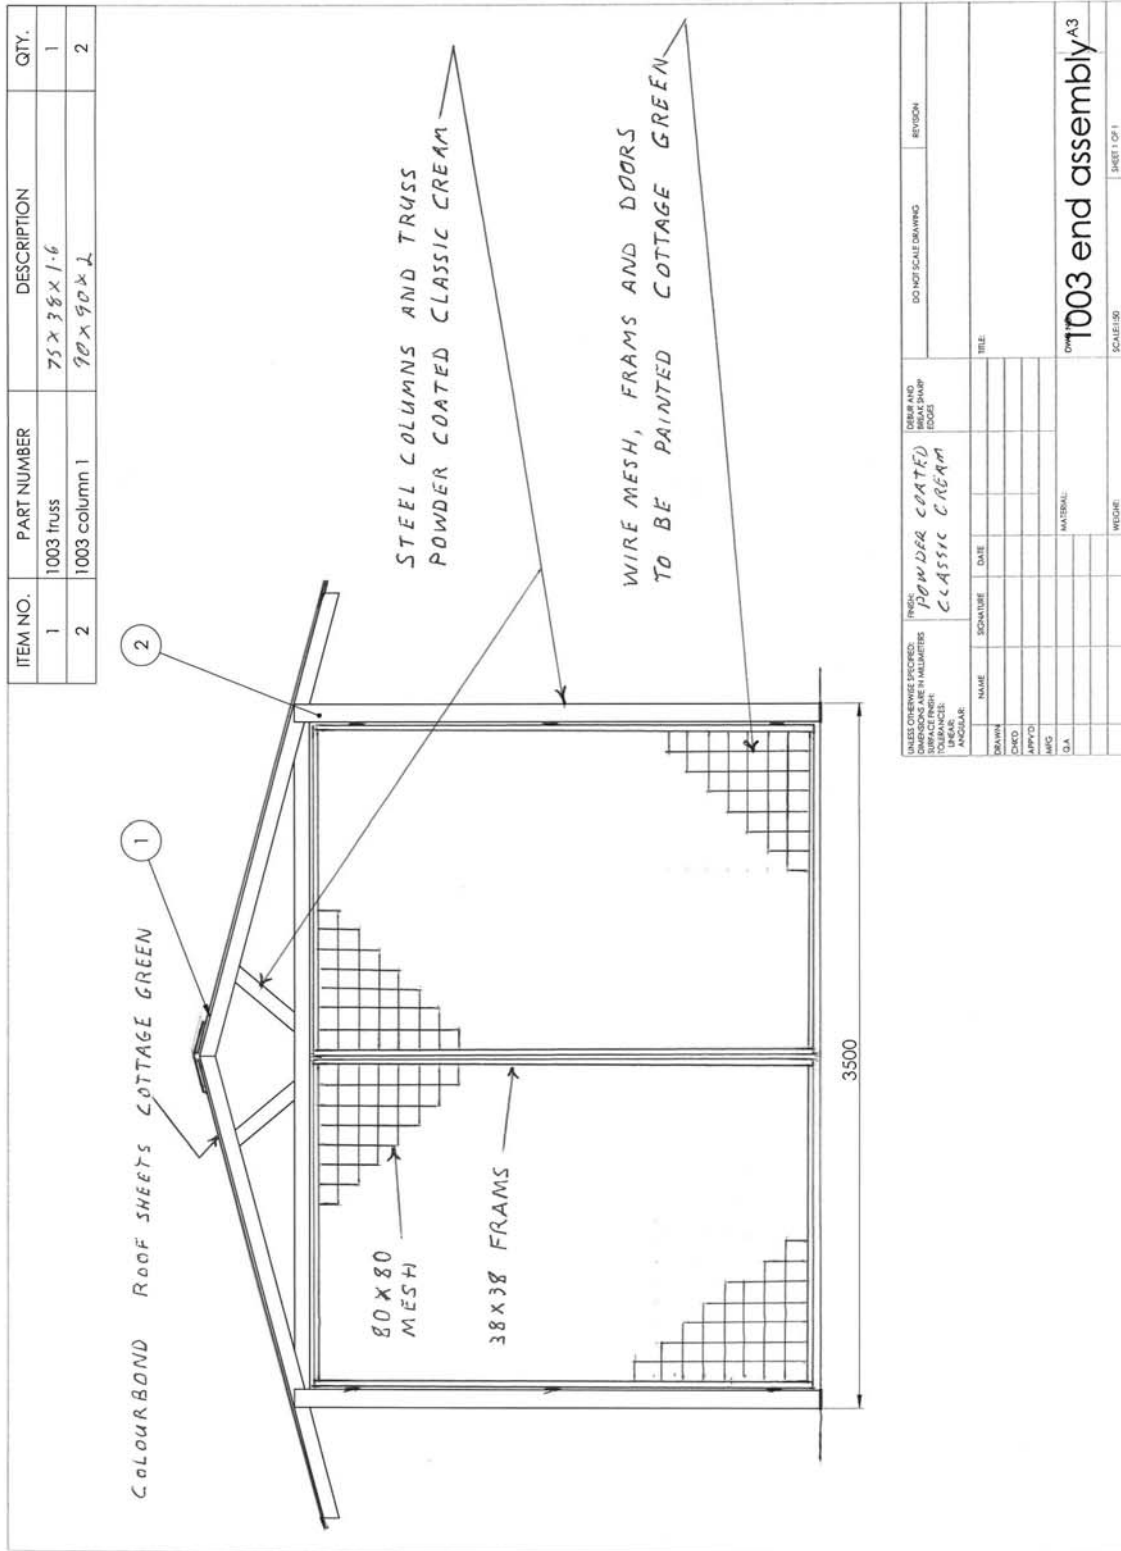 ITEM NO. PART NUMBER DESCRIPTION QTY.
1 1003 truss 75 x 38 x 1.6 1
2 1003 column 1 90 x 90 x 2 2
COLOURBOND ROOF SHEETS COTTAGE GREEN
1
2
STEEL COLUMNS AND TRUSS
POWDER COATED CLASSIC CREAM
WIRE MESH, FRAMS AND DOORS
TO BE PAINTED COTTAGE GREEN
80 X 80
MESH
38X38 FRAMS
3500
UNLESS OTHERWISE SPECIFIED:
DIMENSIONS ARE IN MILLIMETERS
SURFACE FINISH:
TOLERANCES:
LINEAR:
ANGULAR:
FINISH:
POWDER COATED
CLASSIC CREAM
DEBUR AND
BREAK SHARP
EDGES
DO NOT SCALE DRAWING
REVISION
NAME SIGNATURE DATE
DRAWN
CHK'D
APPV'D
MFG
Q.A
TITLE:
MATERIAL:
DWG NO.
1003 end assembly
A3
WEIGHT:
SCALE:1:50
SHEET 1 OF 1